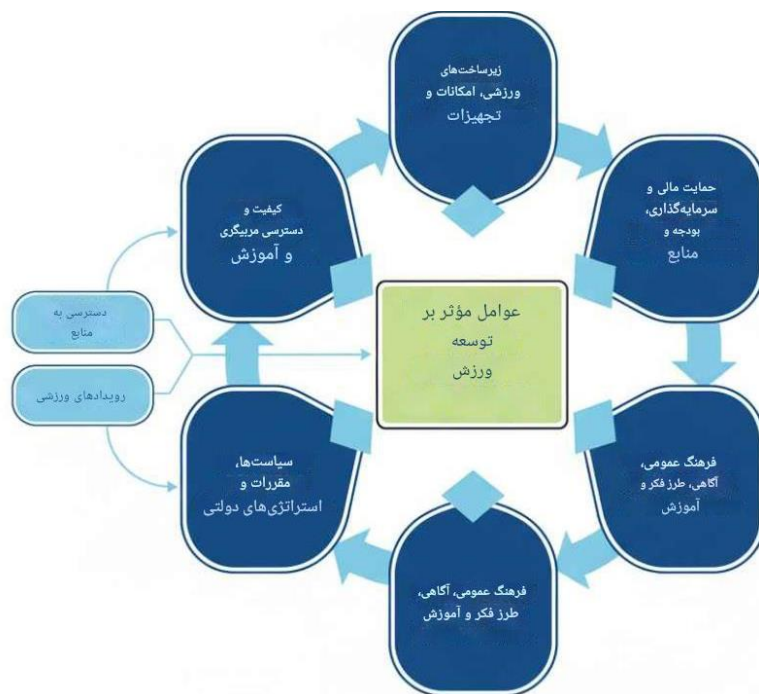 زیرساخت‌های
ورزشی، امکانات و
تجهیزات
حمایت مالی و
سرمایه‌گذاری،
بودجه و
منابع
کیفیت و
دسترسی مربیگری
و آموزش
عوامل مؤثر بر
توسعه
ورزش
دسترسی به
منابع
رویدادهای ورزشی
سیاست‌ها،
مقررات و
استراتژی‌های دولتی
فرهنگ عمومی،
آگاهی، طرز فکر و
آموزش
فرهنگ عمومی، آگاهی،
طرز فکر و آموزش